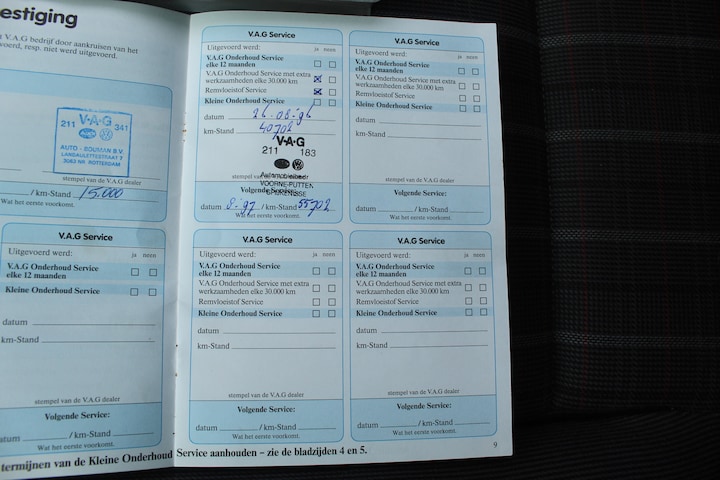 estiging
V.A.G bedrijf door aankruisen van het
voerd, resp. niet werd uitgevoerd.
V·A·G
211 341
AUTO - BOUMAN B.V.
LANGAULETTESTRAAT 7
3063 NR ROTTERDAM
stempel van de V.A.G dealer
/ km-Stand 15.000
Wat het eerste voorkomt.
V.A.G Service
Uitgevoerd werd: ja neen
V.A.G Onderhoud Service
elke 12 maanden
Kleine Onderhoud Service
datum
km-Stand
stempel van de V.A.G dealer
Volgende Service:
atum / km-Stand
Wat het eerste voorkomt.
V.A.G Service
Uitgevoerd werd: ja neen
V.A.G Onderhoud Service
elke 12 maanden
V.A.G Onderhoud Service met extra
werkzaamheden elke 30.000 km
Remvloeistof Service
Kleine Onderhoud Service
datum 26-08-'96
km-Stand 40702
V·A·G
211 183
Automobielbedr
VOORNE-PUTTEN
stempel van de V.A.G dealer
Volgende Service:
datum 8-'97 / km-Stand 55702
Wat het eerste voorkomt.
V.A.G Service
Uitgevoerd werd: ja neen
V.A.G Onderhoud Service
elke 12 maanden
V.A.G Onderhoud Service met extra
werkzaamheden elke 30.000 km
Remvloeistof Service
Kleine Onderhoud Service
datum
km-Stand
stempel van de V.A.G dealer
Volgende Service:
datum / km-Stand
Wat het eerste voorkomt.
V.A.G Service
Uitgevoerd werd: ja neen
V.A.G Onderhoud Service
elke 12 maanden
V.A.G Onderhoud Service met extra
werkzaamheden elke 30.000 km
Remvloeistof Service
Kleine Onderhoud Service
datum
km-Stand
stempel van de V.A.G dealer
Volgende Service:
datum / km-Stand
Wat het eerste voorkomt.
V.A.G Service
Uitgevoerd werd: ja neen
V.A.G Onderhoud Service
elke 12 maanden
V.A.G Onderhoud Service met extra
werkzaamheden elke 30.000 km
Remvloeistof Service
Kleine Onderhoud Service
datum
km-Stand
stempel van de V.A.G dealer
Volgende Service:
datum / km-Stand
Wat het eerste voorkomt.
9
termijnen van de Kleine Onderhoud Service aanhouden – zie de bladzijden 4 en 5.